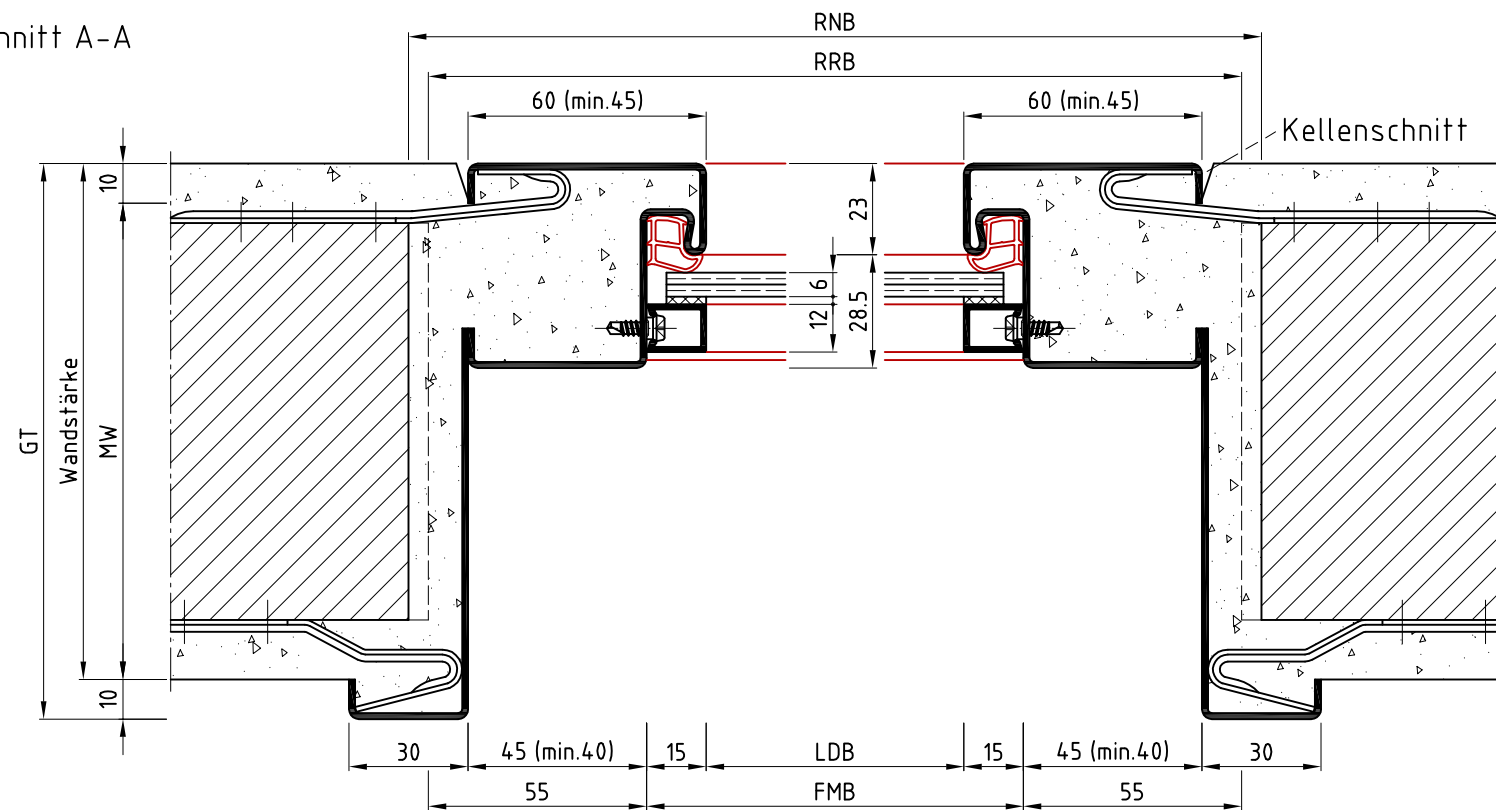 hnitt A-A
RNB
RRB
60 (min.45)
60 (min.45)
Kellenschnitt
10
23
6
12
28.5
GT
Wandstärke
MW
10
30
45 (min.40)
15
LDB
15
45 (min.40)
30
55
FMB
55